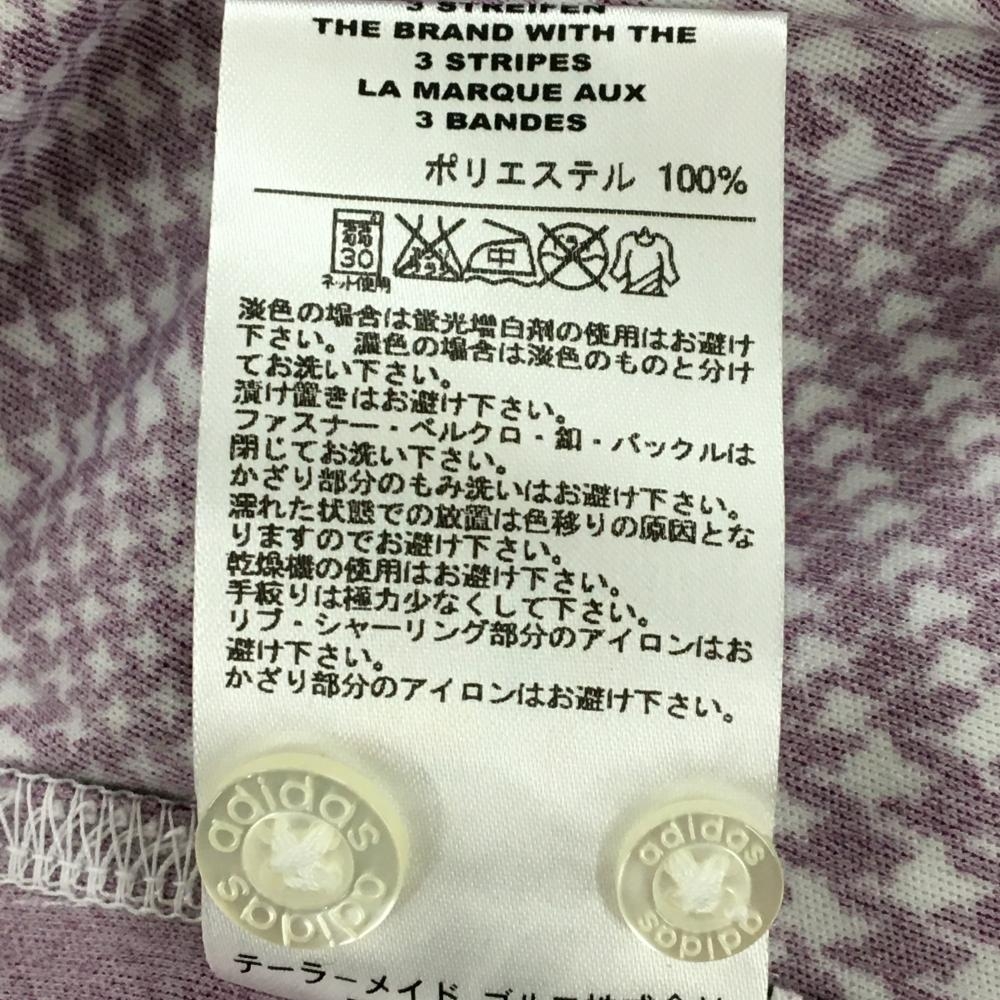 3 STREIFEN
THE BRAND WITH THE
3 STRIPES
LA MARQUE AUX
3 BANDES
ポリエステル 100%
30
中
ネット使用
淡色の場合は蛍光増白剤の使用はお避け
下さい。濃色の場合は淡色のものと分け
てお洗い下さい。
漬け置きはお避け下さい。
ファスナー・ベルクロ・釦・バックルは
閉じてお洗い下さい。
かざり部分のもみ洗いはお避け下さい。
濡れた状態での放置は色移りの原因とな
りますのでお避け下さい。
乾燥機の使用はお避け下さい。
手絞りは極力少なくして下さい。
リブ・シャーリング部分のアイロンはお
避け下さい。
かざり部分のアイロンはお避け下さい。
adidas
adidas
adidas
adidas
テーラーメイド ゴルフ株式会社